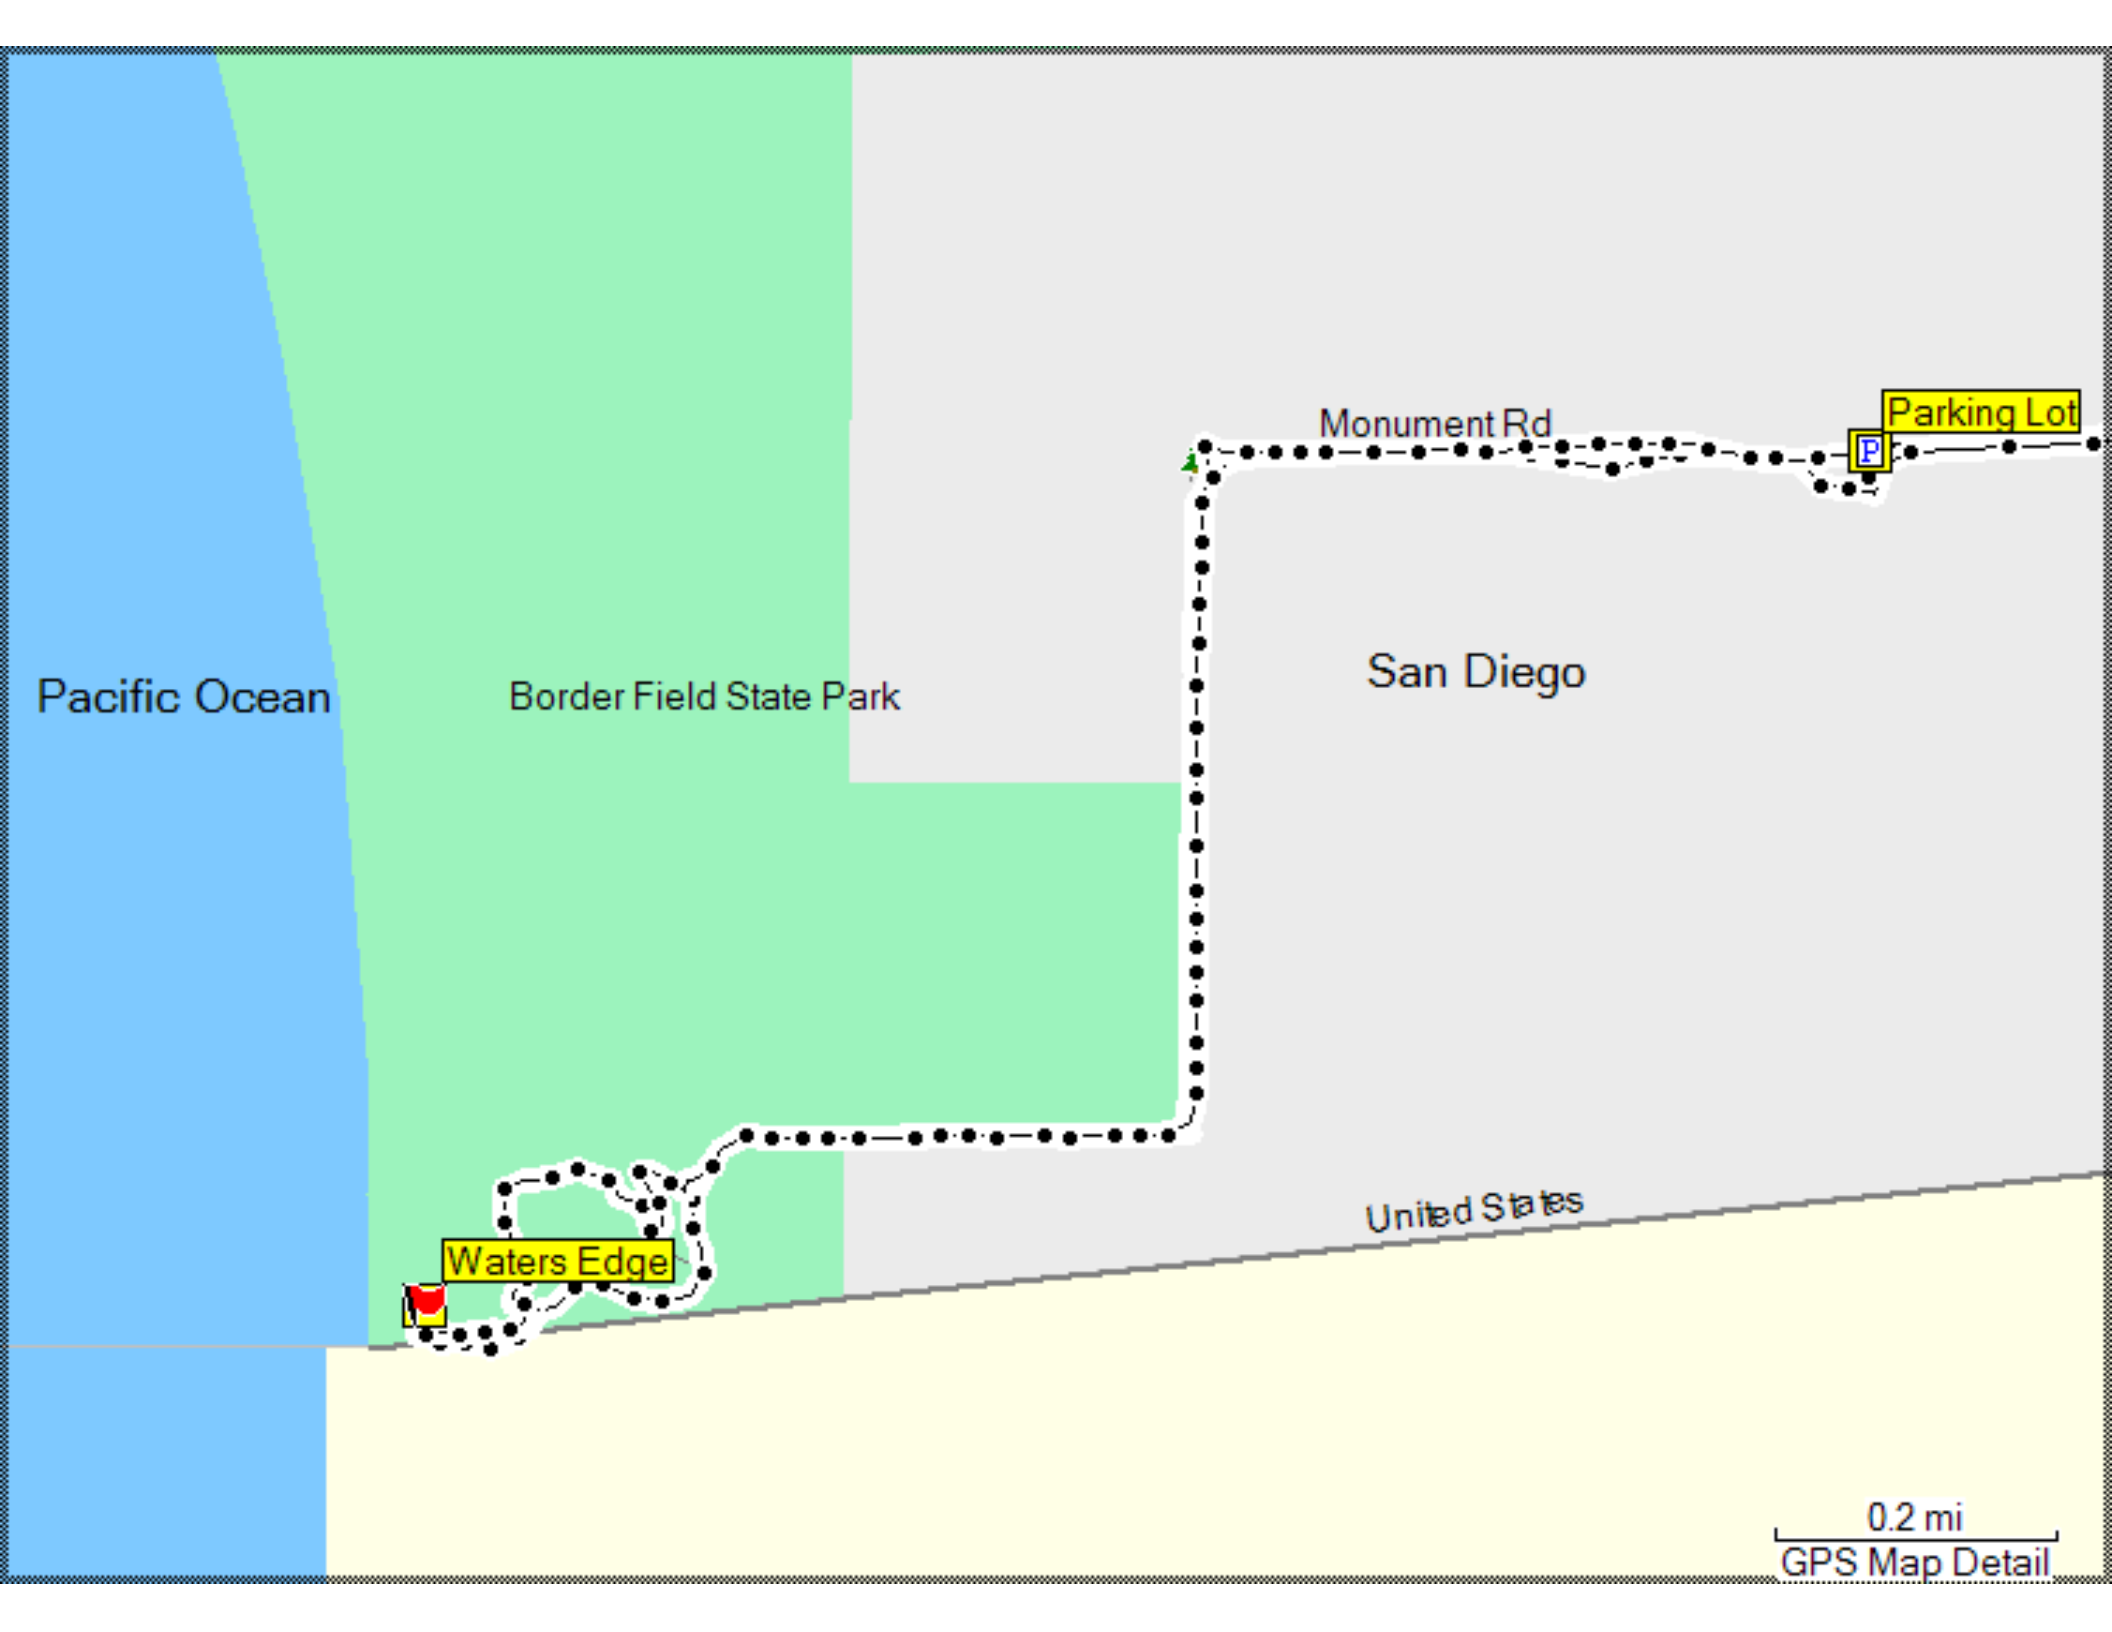 Parking Lot
Monument Rd
P
San Diego
Pacific Ocean
Border Field State Park
United States
Waters Edge
0.2 mi
GPS Map Detail